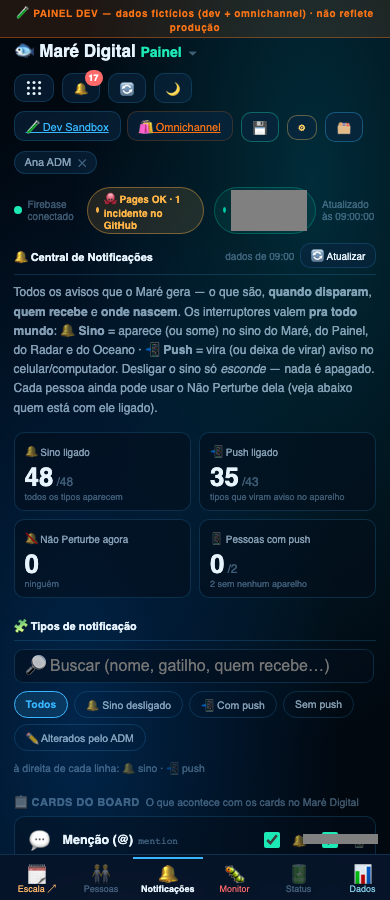 PAINEL DEV — dados fictícios (dev + omnichannel) · não reflete
produção
Maré Digital Painel
17
Dev Sandbox
Omnichannel
Ana ADM ×
Firebase
conectado
Pages OK · 1
incidente no
GitHub
Atualizado
às 09:00:00
Central de Notificações
dados de 09:00
Atualizar
Todos os avisos que o Maré gera — o que são, quando disparam,
quem recebe e onde nascem. Os interruptores valem pra todo
mundo: 🔔 Sino = aparece (ou some) no sino do Maré, do Painel,
do Radar e do Oceano · 📲 Push = vira (ou deixa de virar) aviso no
celular/computador. Desligar o sino só esconde — nada é apagado.
Cada pessoa ainda pode usar o Não Perturbe dela (veja abaixo
quem está com ele ligado).
Sino ligado
48 /48
todos os tipos aparecem
Push ligado
35 /43
tipos que viram aviso no aparelho
Não Perturbe agora
0
ninguém
Pessoas com push
0 /2
2 sem nenhum aparelho
Tipos de notificação
Buscar (nome, gatilho, quem recebe…)
Todos
Sino desligado
Com push
Sem push
Alterados pelo ADM
à direita de cada linha: 🔔 sino · 📲 push
CARDS DO BOARD O que acontece com os cards no Maré Digital
Menção (@) mention
Escala ↗
Pessoas
Notificações
Monitor
Status
Dados